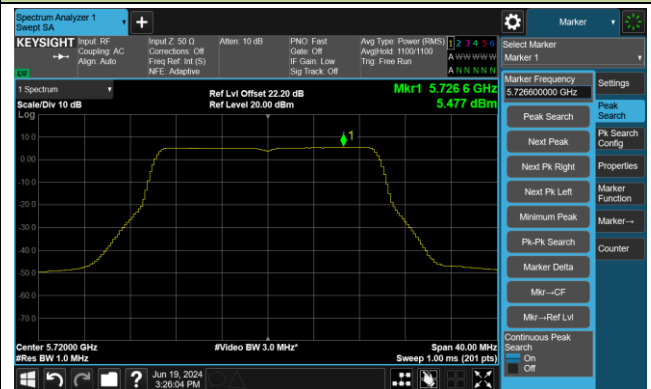 Spectrum Analyzer 1
Swept SA
Marker
KEYSIGHT
Input: RF
Coupling: AC
Align: Auto
Input Z: 50 Ω
Corrections: Off
Freq Ref: Int (S)
NFE: Adaptive
Atten: 10 dB
PNO: Fast
Gate: Off
IF Gain: Low
Sig Track: Off
Avg Type: Power (RMS)
Avg|Hold: 1100/1100
Trig: Free Run
1 2 3 4 5 6
A W W W W W
A N N N N N
Select Marker
Marker 1
1 Spectrum
Scale/Div 10 dB
Log
Ref Lvl Offset 22.20 dB
Ref Level 20.00 dBm
Mkr1 5.726 6 GHz
5.477 dBm
1
10.0
0.00
-10.0
-20.0
-30.0
-40.0
-50.0
-60.0
-70.0
Center 5.72000 GHz
#Res BW 1.0 MHz
#Video BW 3.0 MHz*
Span 40.00 MHz
Sweep 1.00 ms (201 pts)
Marker Frequency
5.726600000 GHz
Peak Search
Next Peak
Next Pk Right
Next Pk Left
Minimum Peak
Pk-Pk Search
Marker Delta
Mkr→CF
Mkr→Ref Lvl
Continuous Peak
Search
On
Off
Settings
Peak
Search
Pk Search
Config
Properties
Marker
Function
Marker→
Counter
Jun 19, 2024
3:26:04 PM